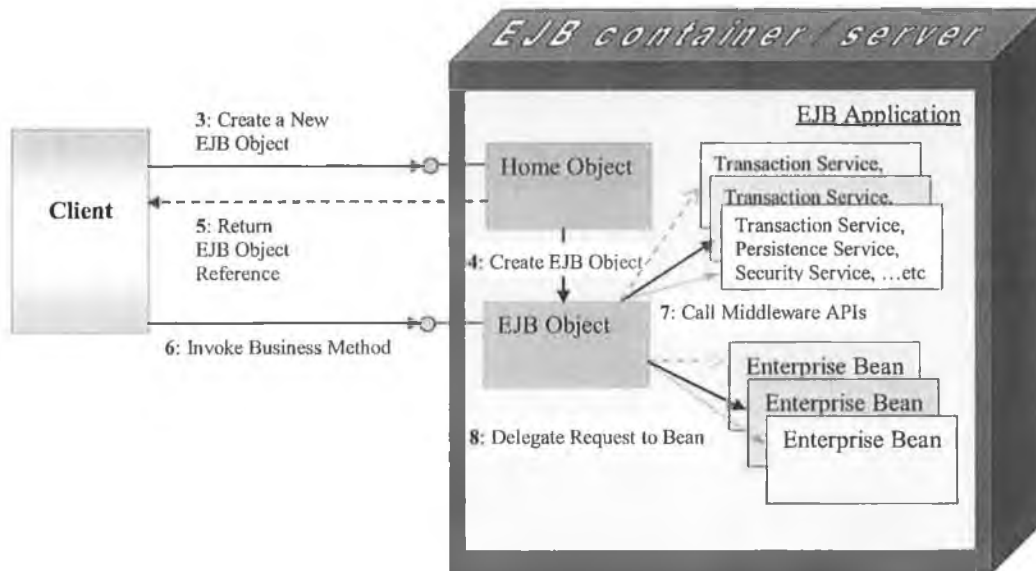 EJB container/server
EJB Application
3: Create a New
EJB Object
Home Object
Transaction Service,
Transaction Service,
Transaction Service,
Persistence Service,
Security Service, ...etc
Client
5: Return
EJB Object
Reference
4: Create EJB Object
EJB Object
7: Call Middleware APIs
6: Invoke Business Method
Enterprise Bean
Enterprise Bean
Enterprise Bean
8: Delegate Request to Bean